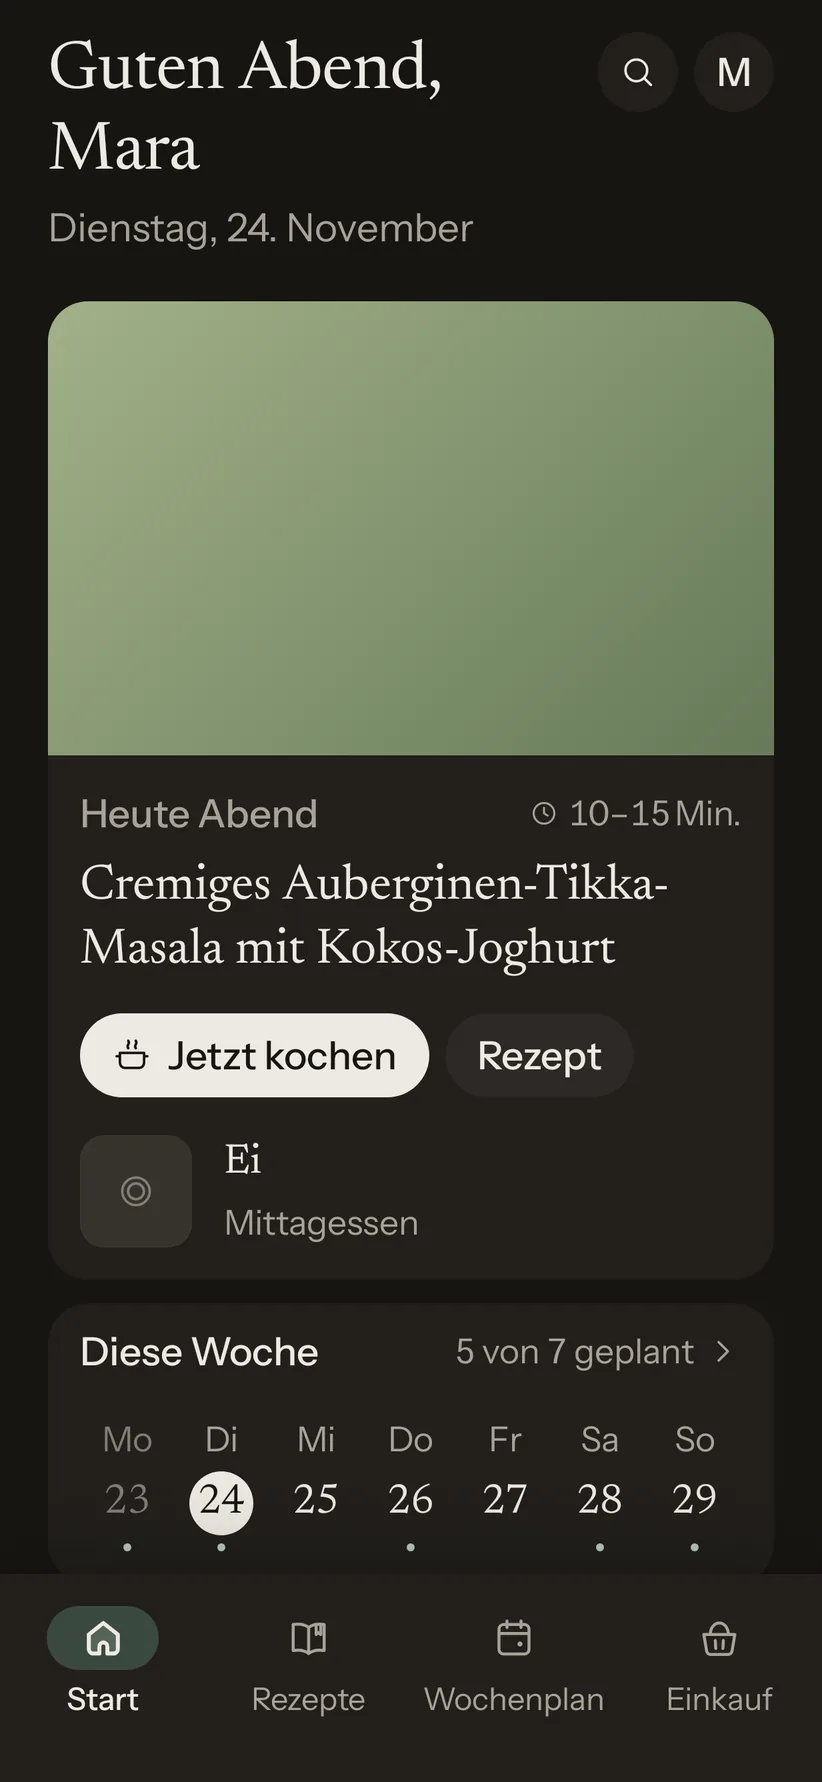 Guten Abend,
Mara
M
Dienstag, 24. November
Heute Abend
10–15 Min.
Cremiges Auberginen-Tikka-
Masala mit Kokos-Joghurt
Jetzt kochen
Rezept
Ei
Mittagessen
Diese Woche
5 von 7 geplant
Mo Di Mi Do Fr Sa So
23 24 25 26 27 28 29
Start
Rezepte
Wochenplan
Einkauf